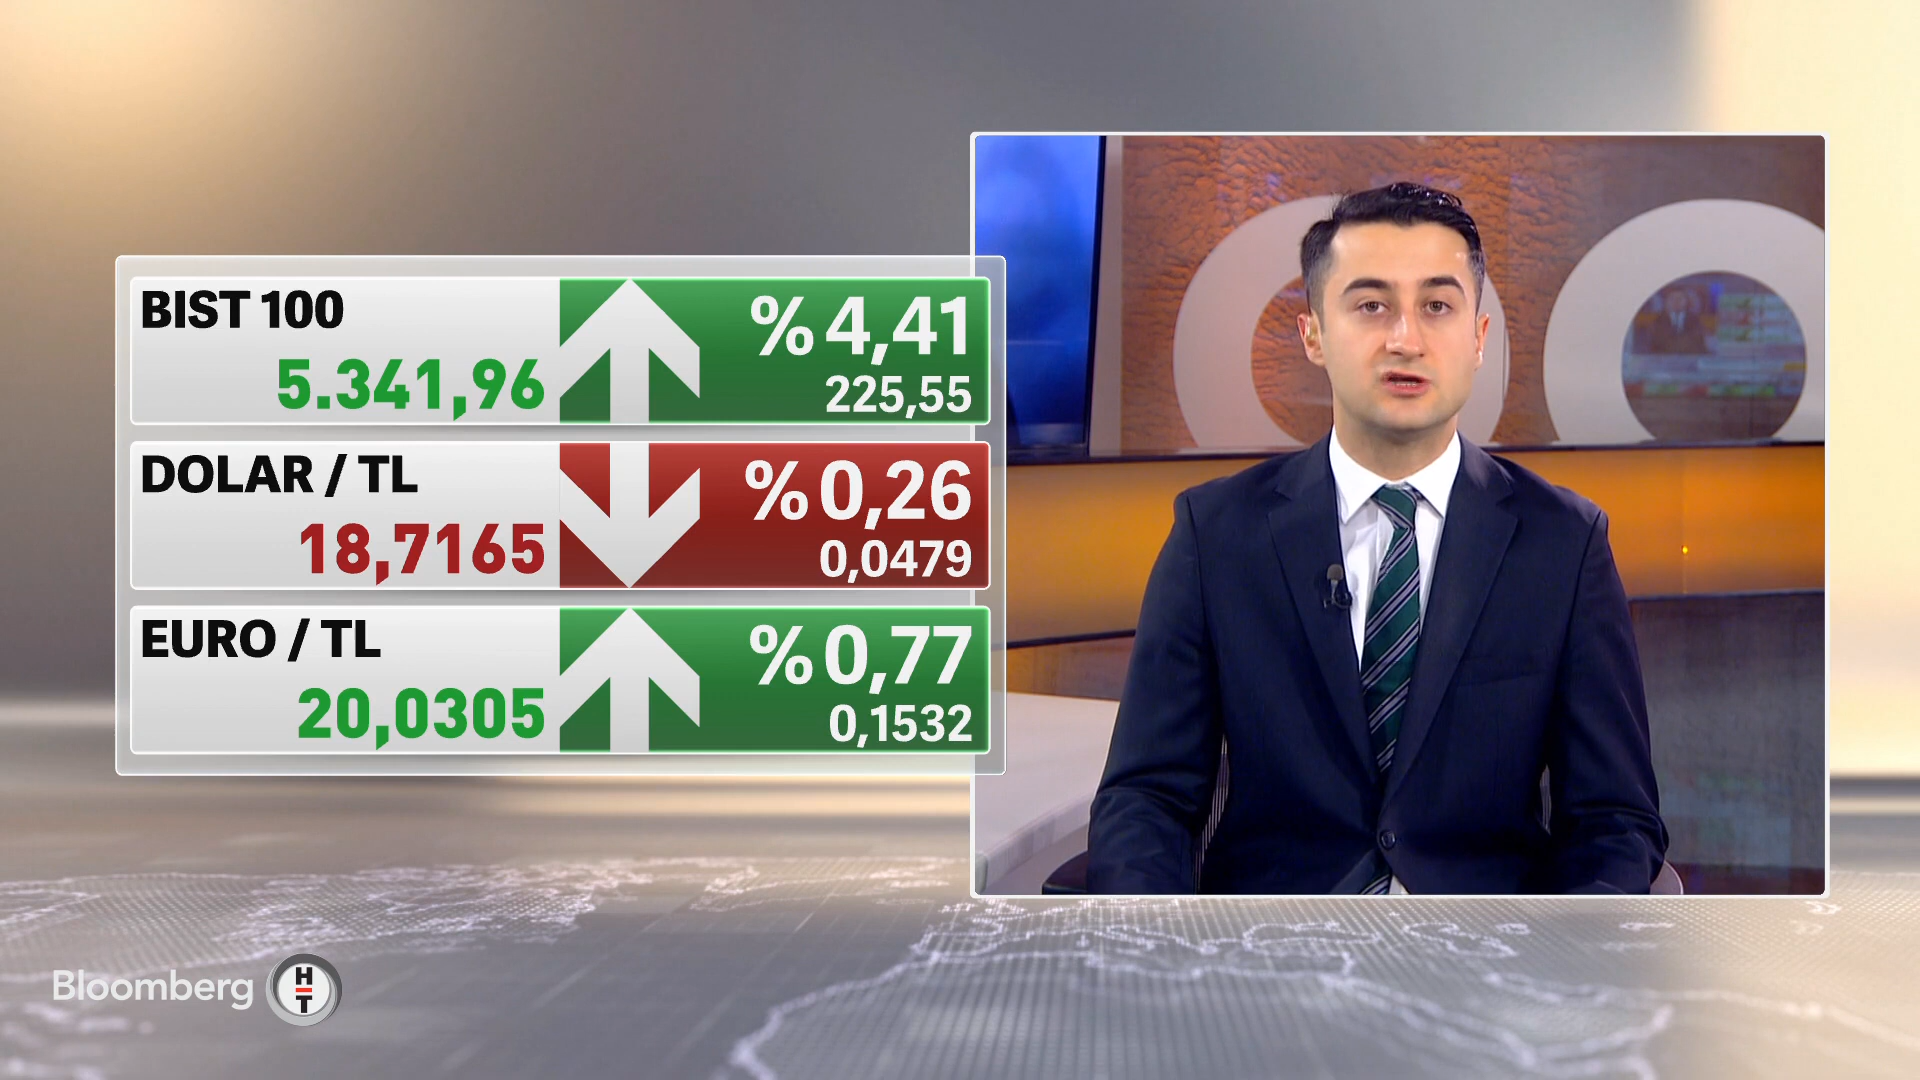 BIST 100
5.341,96
%4,41
225,55
DOLAR / TL
18,7165
%0,26
0,0479
EURO / TL
20,0305
%0,77
0,1532
Bloomberg HT